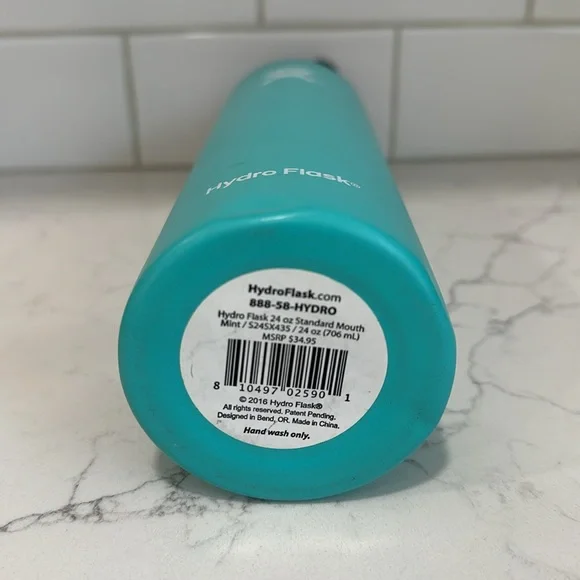 Hydro Flask™
HydroFlask.com
888-58-HYDRO
Hydro Flask 24 oz Standard Mouth
Mint / S24SX435 / 24 oz (706 mL)
MSRP $34.95
8 10497 02590 1
© 2016 Hydro Flask®
All rights reserved. Patent Pending.
Designed in Bend, OR. Made in China.
Hand wash only.